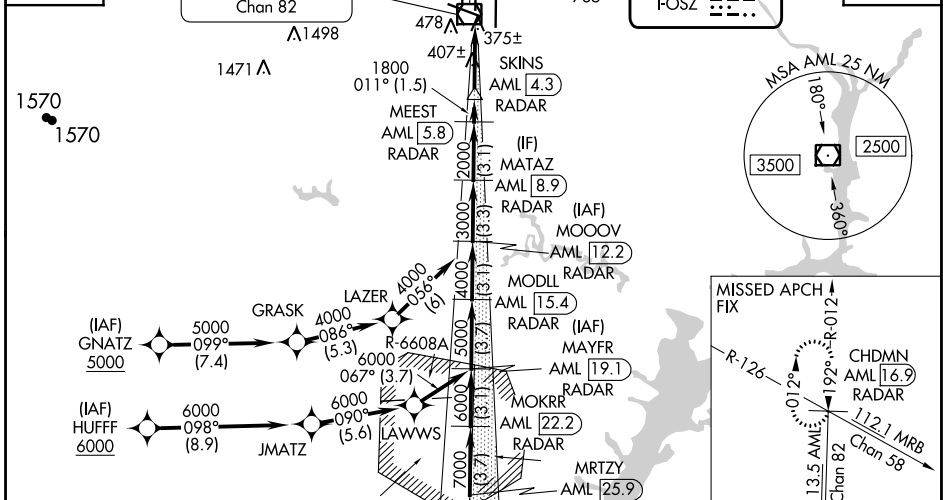 Chan 82
I-OSZ
1498
478
375±
407±
1471
1570
1570
1800
011° (1.5)
SKINS
AML 4.3
RADAR
MEEST
AML 5.8
RADAR
2000
(3.1)
(IF)
MATAZ
AML 8.9
RADAR
3000
(3.3)
(IAF)
MOOOV
AML 12.2
RADAR
4000
(3.1)
MODLL
AML 15.4
RADAR
5000
(3.7)
(IAF)
MAYFR
AML 19.1
RADAR
6000
(3.1)
MOKRR
AML 22.2
RADAR
7000
(3.7)
MRTZY
AML 25.9
(IAF)
GNATZ
5000
5000
099°
(7.4)
GRASK
4000
086°
(5.3)
LAZER
4000
056°
(6)
R-6608A
6000
067° (3.7)
(IAF)
HUFFF
6000
6000
098°
(8.9)
JMATZ
6000
090°
(5.6)
LAWWS
MSA AML 25 NM
180°
3500
2500
360°
MISSED APCH
FIX
R-012
R-126
012°
192°
CHDMN
AML 16.9
RADAR
112.1 MRB
Chan 58
13.5 AML
Chan 82